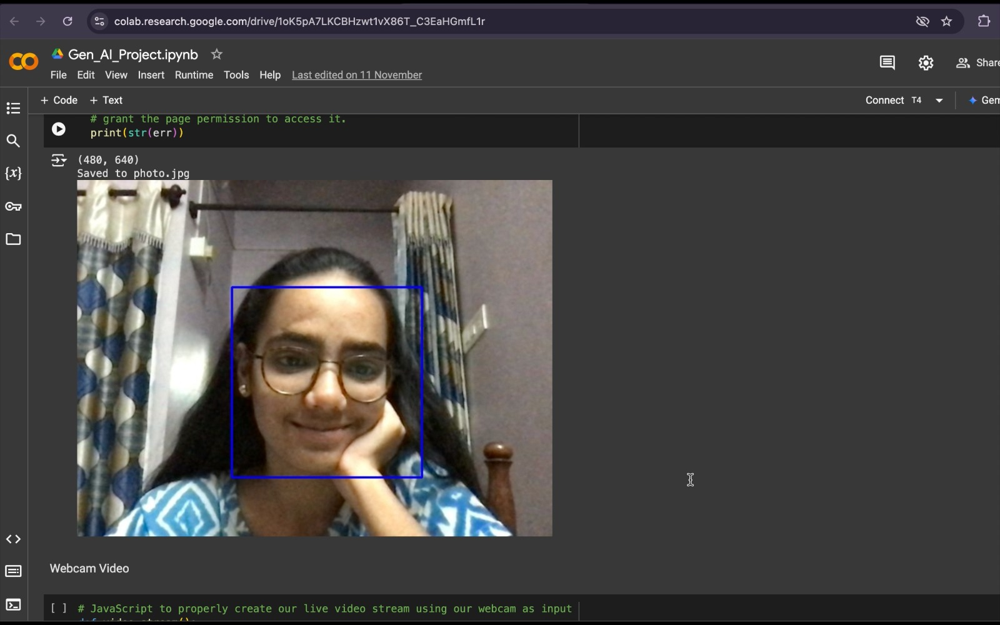 colab.research.google.com/drive/1oK5pA7LKCBHzwt1vX86T_C3EaHGmfL1r
Gen_AI_Project.ipynb
File Edit View Insert Runtime Tools Help Last edited on 11 November
Share
+ Code + Text
Connect T4
Gem
# grant the page permission to access it.
print(str(err))
(480, 640)
Saved to photo.jpg
Webcam Video
[ ] # JavaScript to properly create our live video stream using our webcam as input
def video_stream():